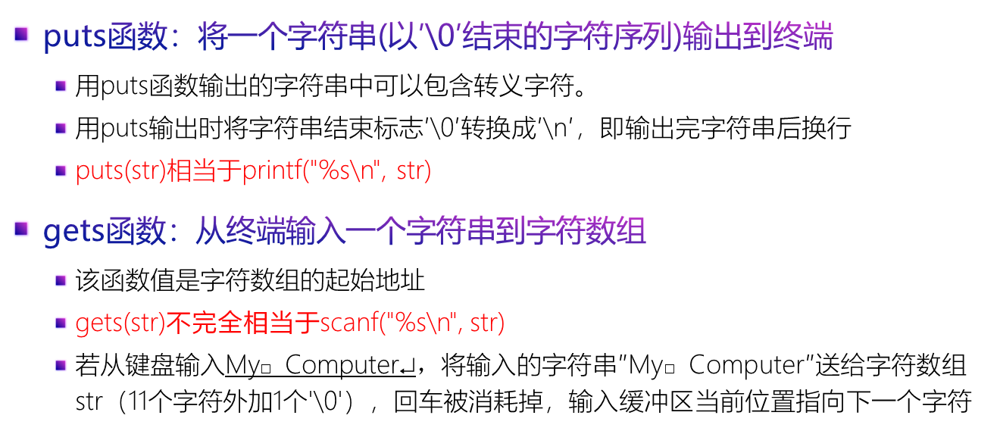 puts函数：将一个字符串(以'\0'结束的字符序列)输出到终端
用puts函数输出的字符串中可以包含转义字符。
用puts输出时将字符串结束标志'\0'转换成'\n'，即输出完字符串后换行
puts(str)相当于printf("%s\n", str)
gets函数：从终端输入一个字符串到字符数组
该函数值是字符数组的起始地址
gets(str)不完全相当于scanf("%s\n", str)
若从键盘输入My□ Computer↵，将输入的字符串"My□ Computer"送给字符数组
str（11个字符外加1个'\0'），回车被消耗掉，输入缓冲区当前位置指向下一个字符